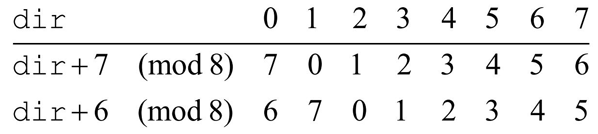 dir 0 1 2 3 4 5 6 7
dir+7 (mod 8) 7 0 1 2 3 4 5 6
dir+6 (mod 8) 6 7 0 1 2 3 4 5